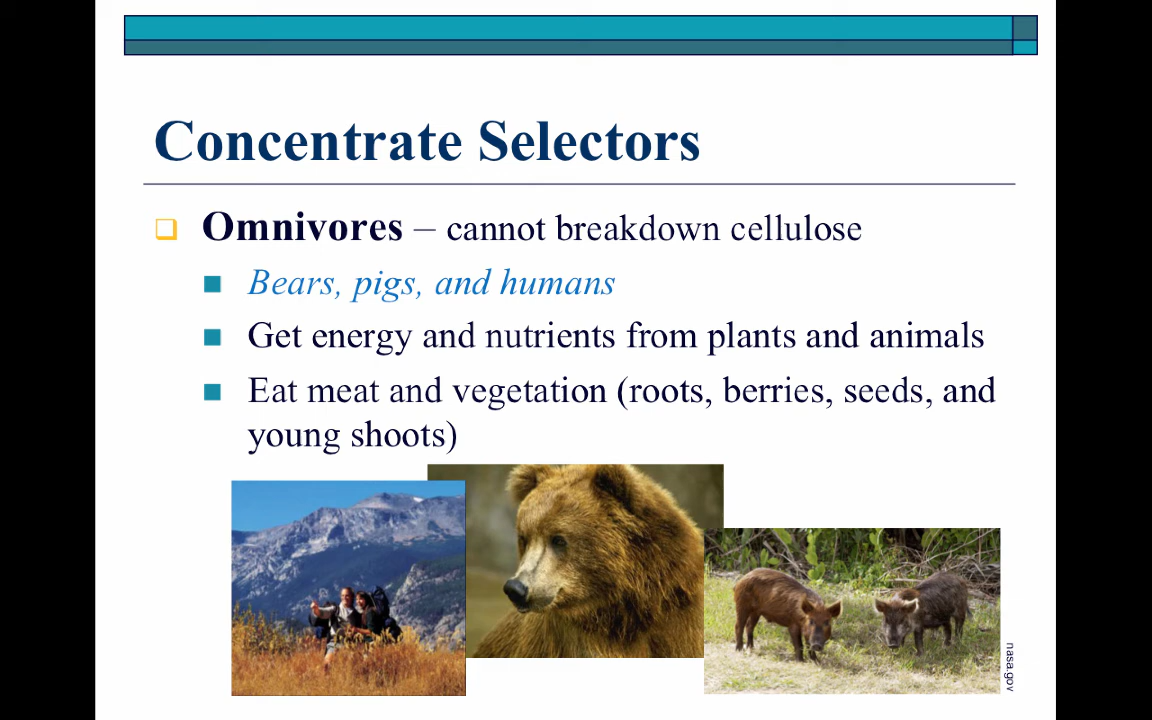 Concentrate Selectors
Omnivores – cannot breakdown cellulose
Bears, pigs, and humans
Get energy and nutrients from plants and animals
Eat meat and vegetation (roots, berries, seeds, and
young shoots)
nasa.gov